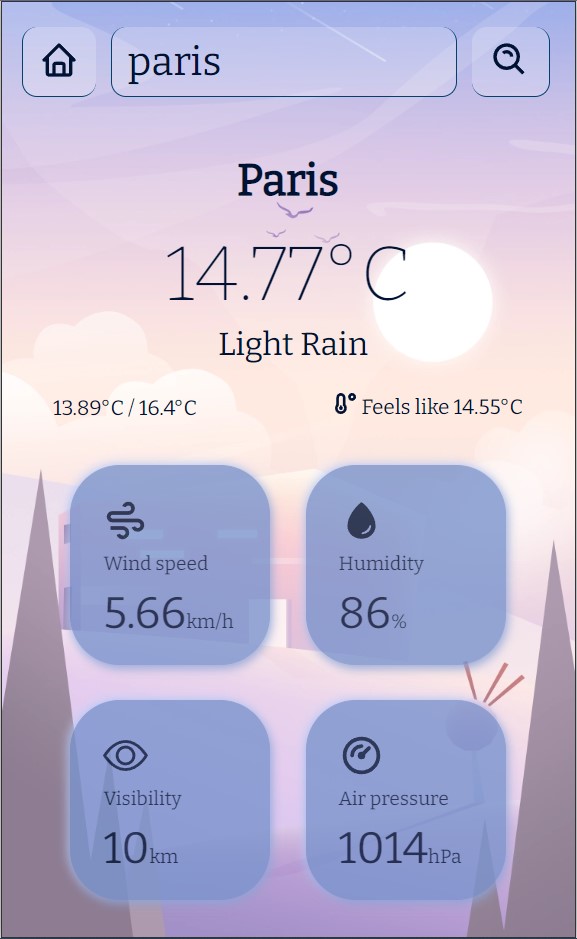 paris
Paris
14.77°C
Light Rain
13.89°C / 16.4°C
Feels like 14.55°C
Wind speed
5.66km/h
Humidity
86%
Visibility
10km
Air pressure
1014hPa